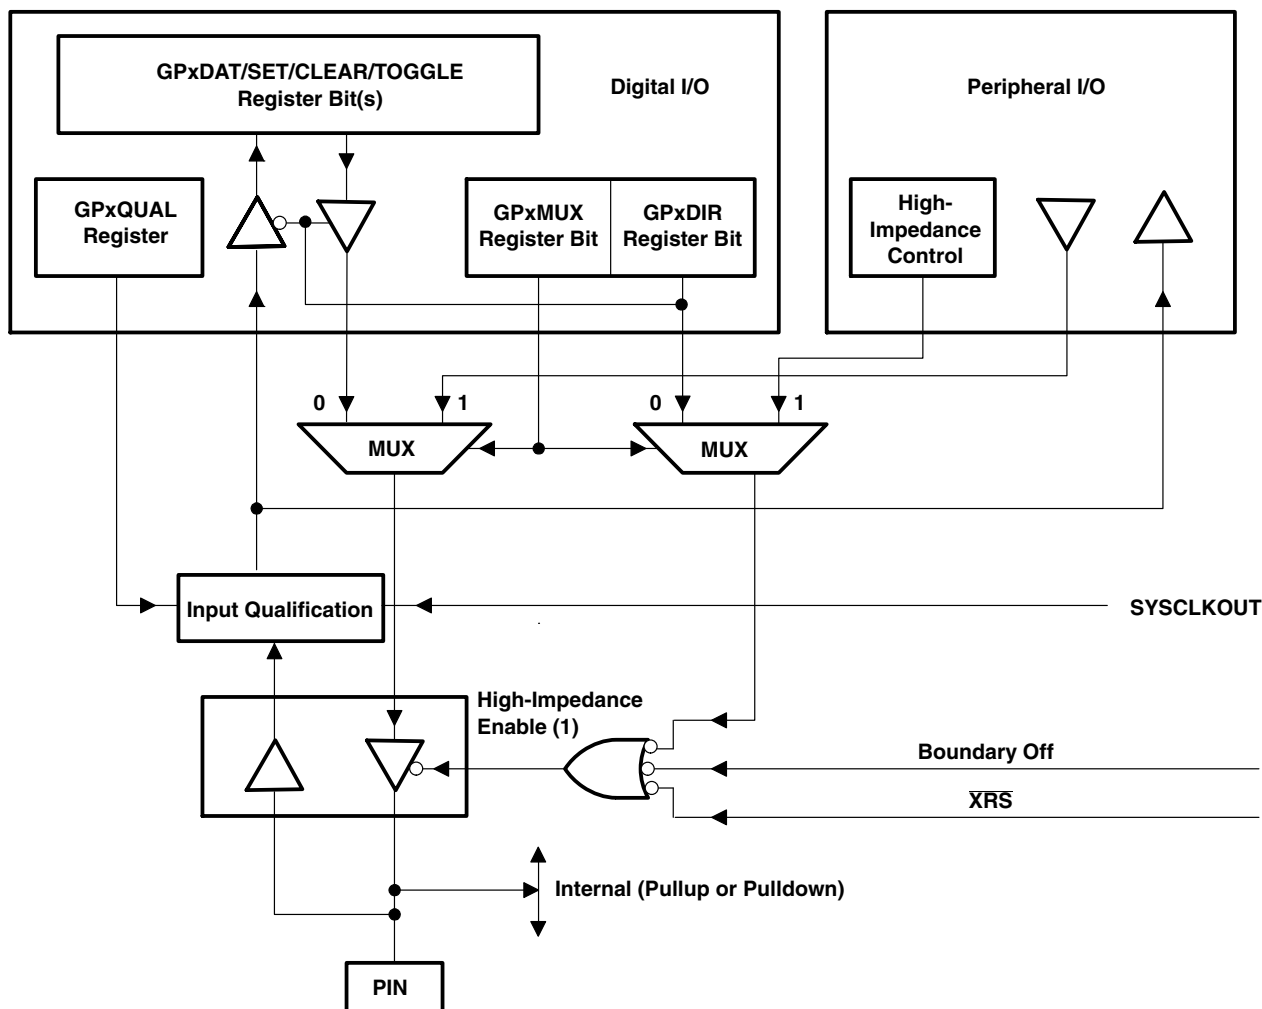 GPxDAT/SET/CLEAR/TOGGLE
Register Bit(s)
Digital I/O
Peripheral I/O
GPxQUAL
Register
GPxMUX
Register Bit
GPxDIR
Register Bit
High-
Impedance
Control
0
1
0
1
MUX
MUX
Input Qualification
SYSCLKOUT
High-Impedance
Enable (1)
Boundary Off
XRS
Internal (Pullup or Pulldown)
PIN